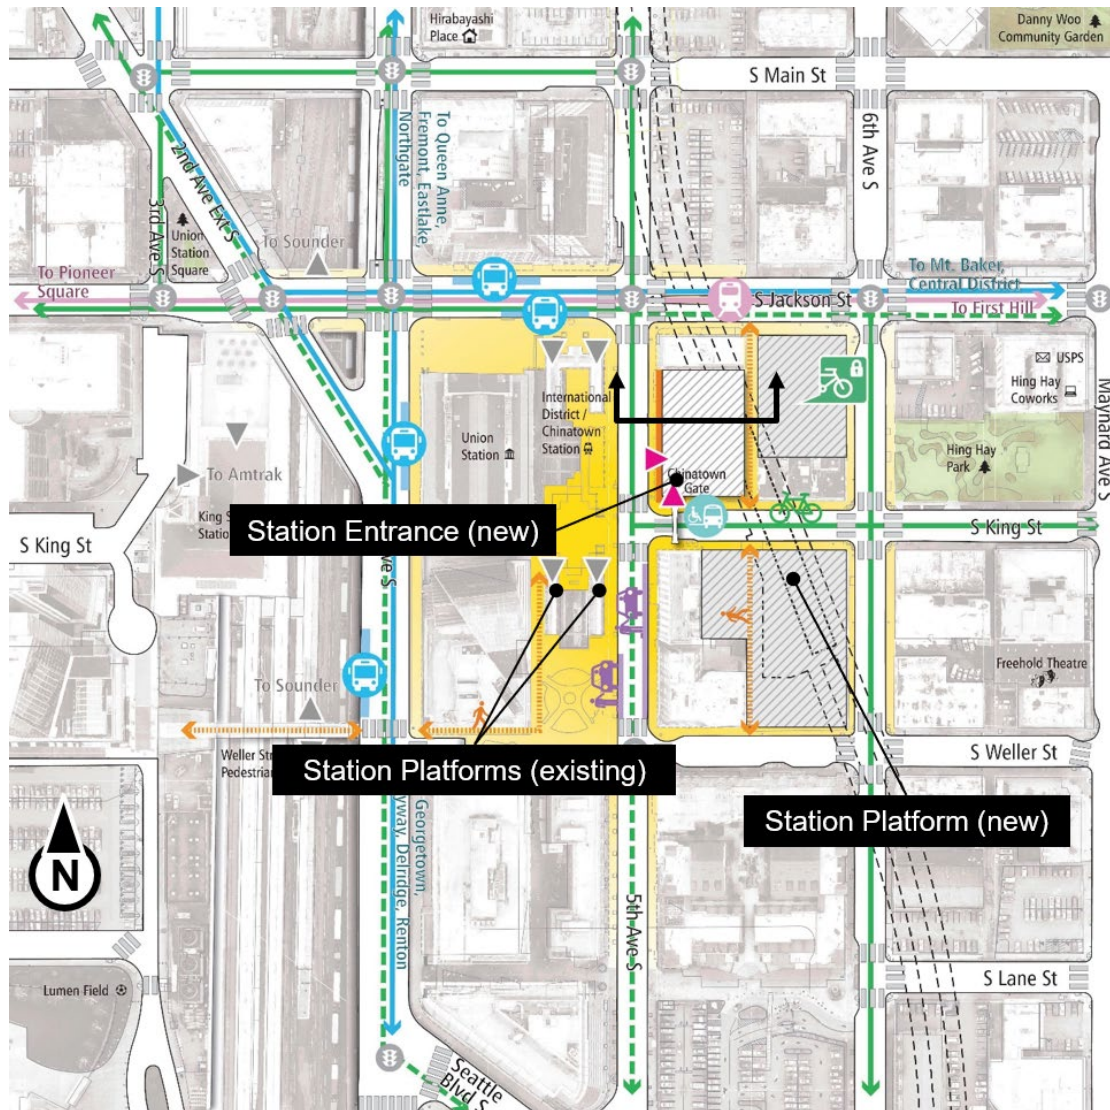 Hirabayashi
Place
Danny Woo
Community Garden
S Main St
6th Ave S
To Queen Anne,
Fremont, Eastlake,
Northgate
2nd Ave Ext S
3rd Ave S
Union
Station
Square
To Sounder
To Pioneer
Square
To Mt. Baker,
Central District
S Jackson St
To First Hill
USPS
Hing Hay
Coworks
Maynard Ave S
International
District /
Chinatown
Station
Union
Station
Hing Hay
Park
To Amtrak
Chinatown
Gate
King
Station Entrance (new)
S King St
S King St
Ave S
To Sounder
Freehold Theatre
Weller
Pedestrian
Station Platforms (existing)
S Weller St
Station Platform (new)
Georgetown,
Delridge, Renton
N
5th Ave S
Lumen Field
S Lane St
Seattle
Blvd S